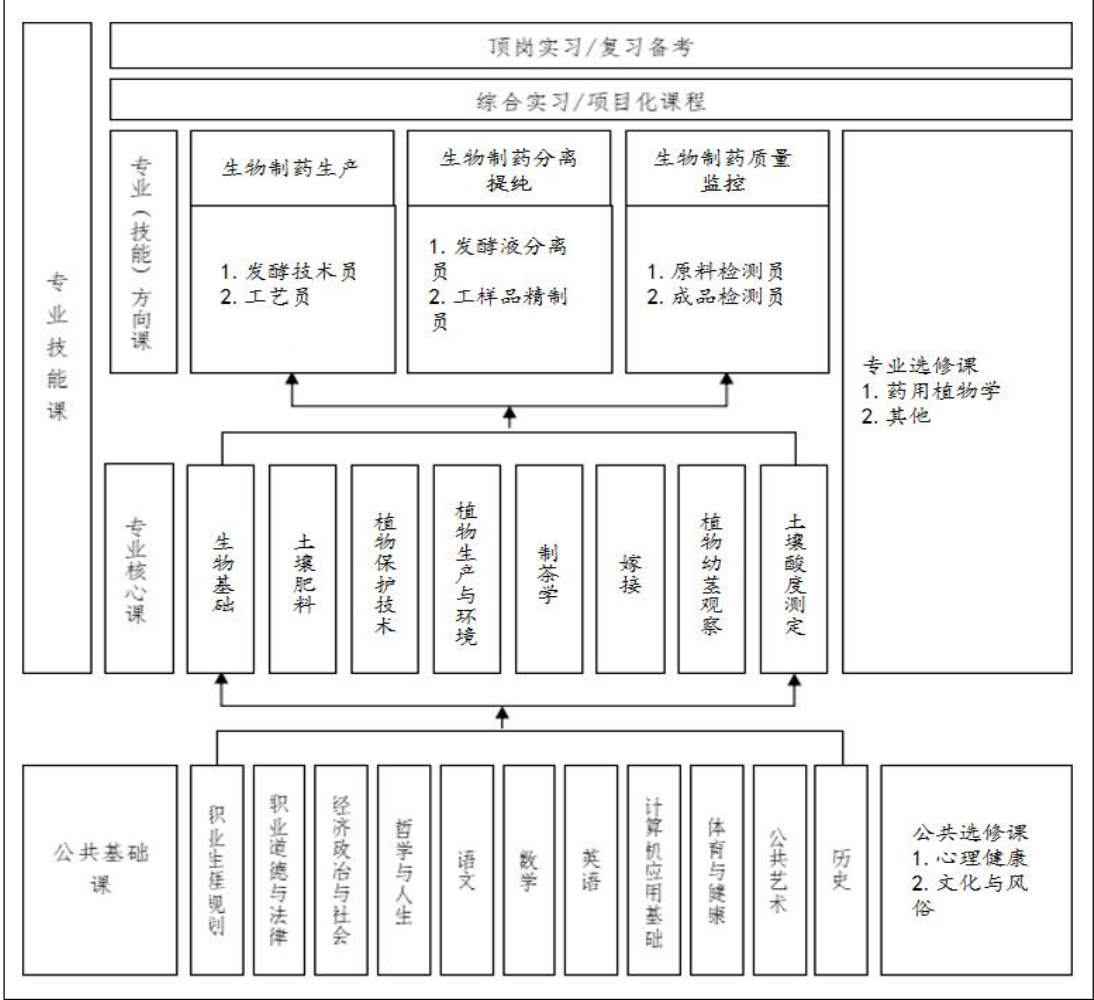 顶岗实习/复习备考
综合实习/项目化课程
专业技能课
专业（技能）方向课
生物制药生产
1.发酵技术员
2.工艺员
生物制药分离
提纯
1.发酵液分离
员
2.工样品精制
员
生物制药质量
监控
1.原料检测员
2.成品检测员
专业选修课
1.药用植物学
2.其他
专业核心课
生物基础
土壤肥料
植物保护技术
植物生产与环境
制茶学
嫁接
植物幼茎观察
土壤酸度测定
公共基础
课
职业生涯规划
职业道德与法律
经济政治与社会
哲学与人生
语文
数学
英语
计算机应用基础
体育与健康
公共艺术
历史
公共选修课
1.心理健康
2.文化与风
俗